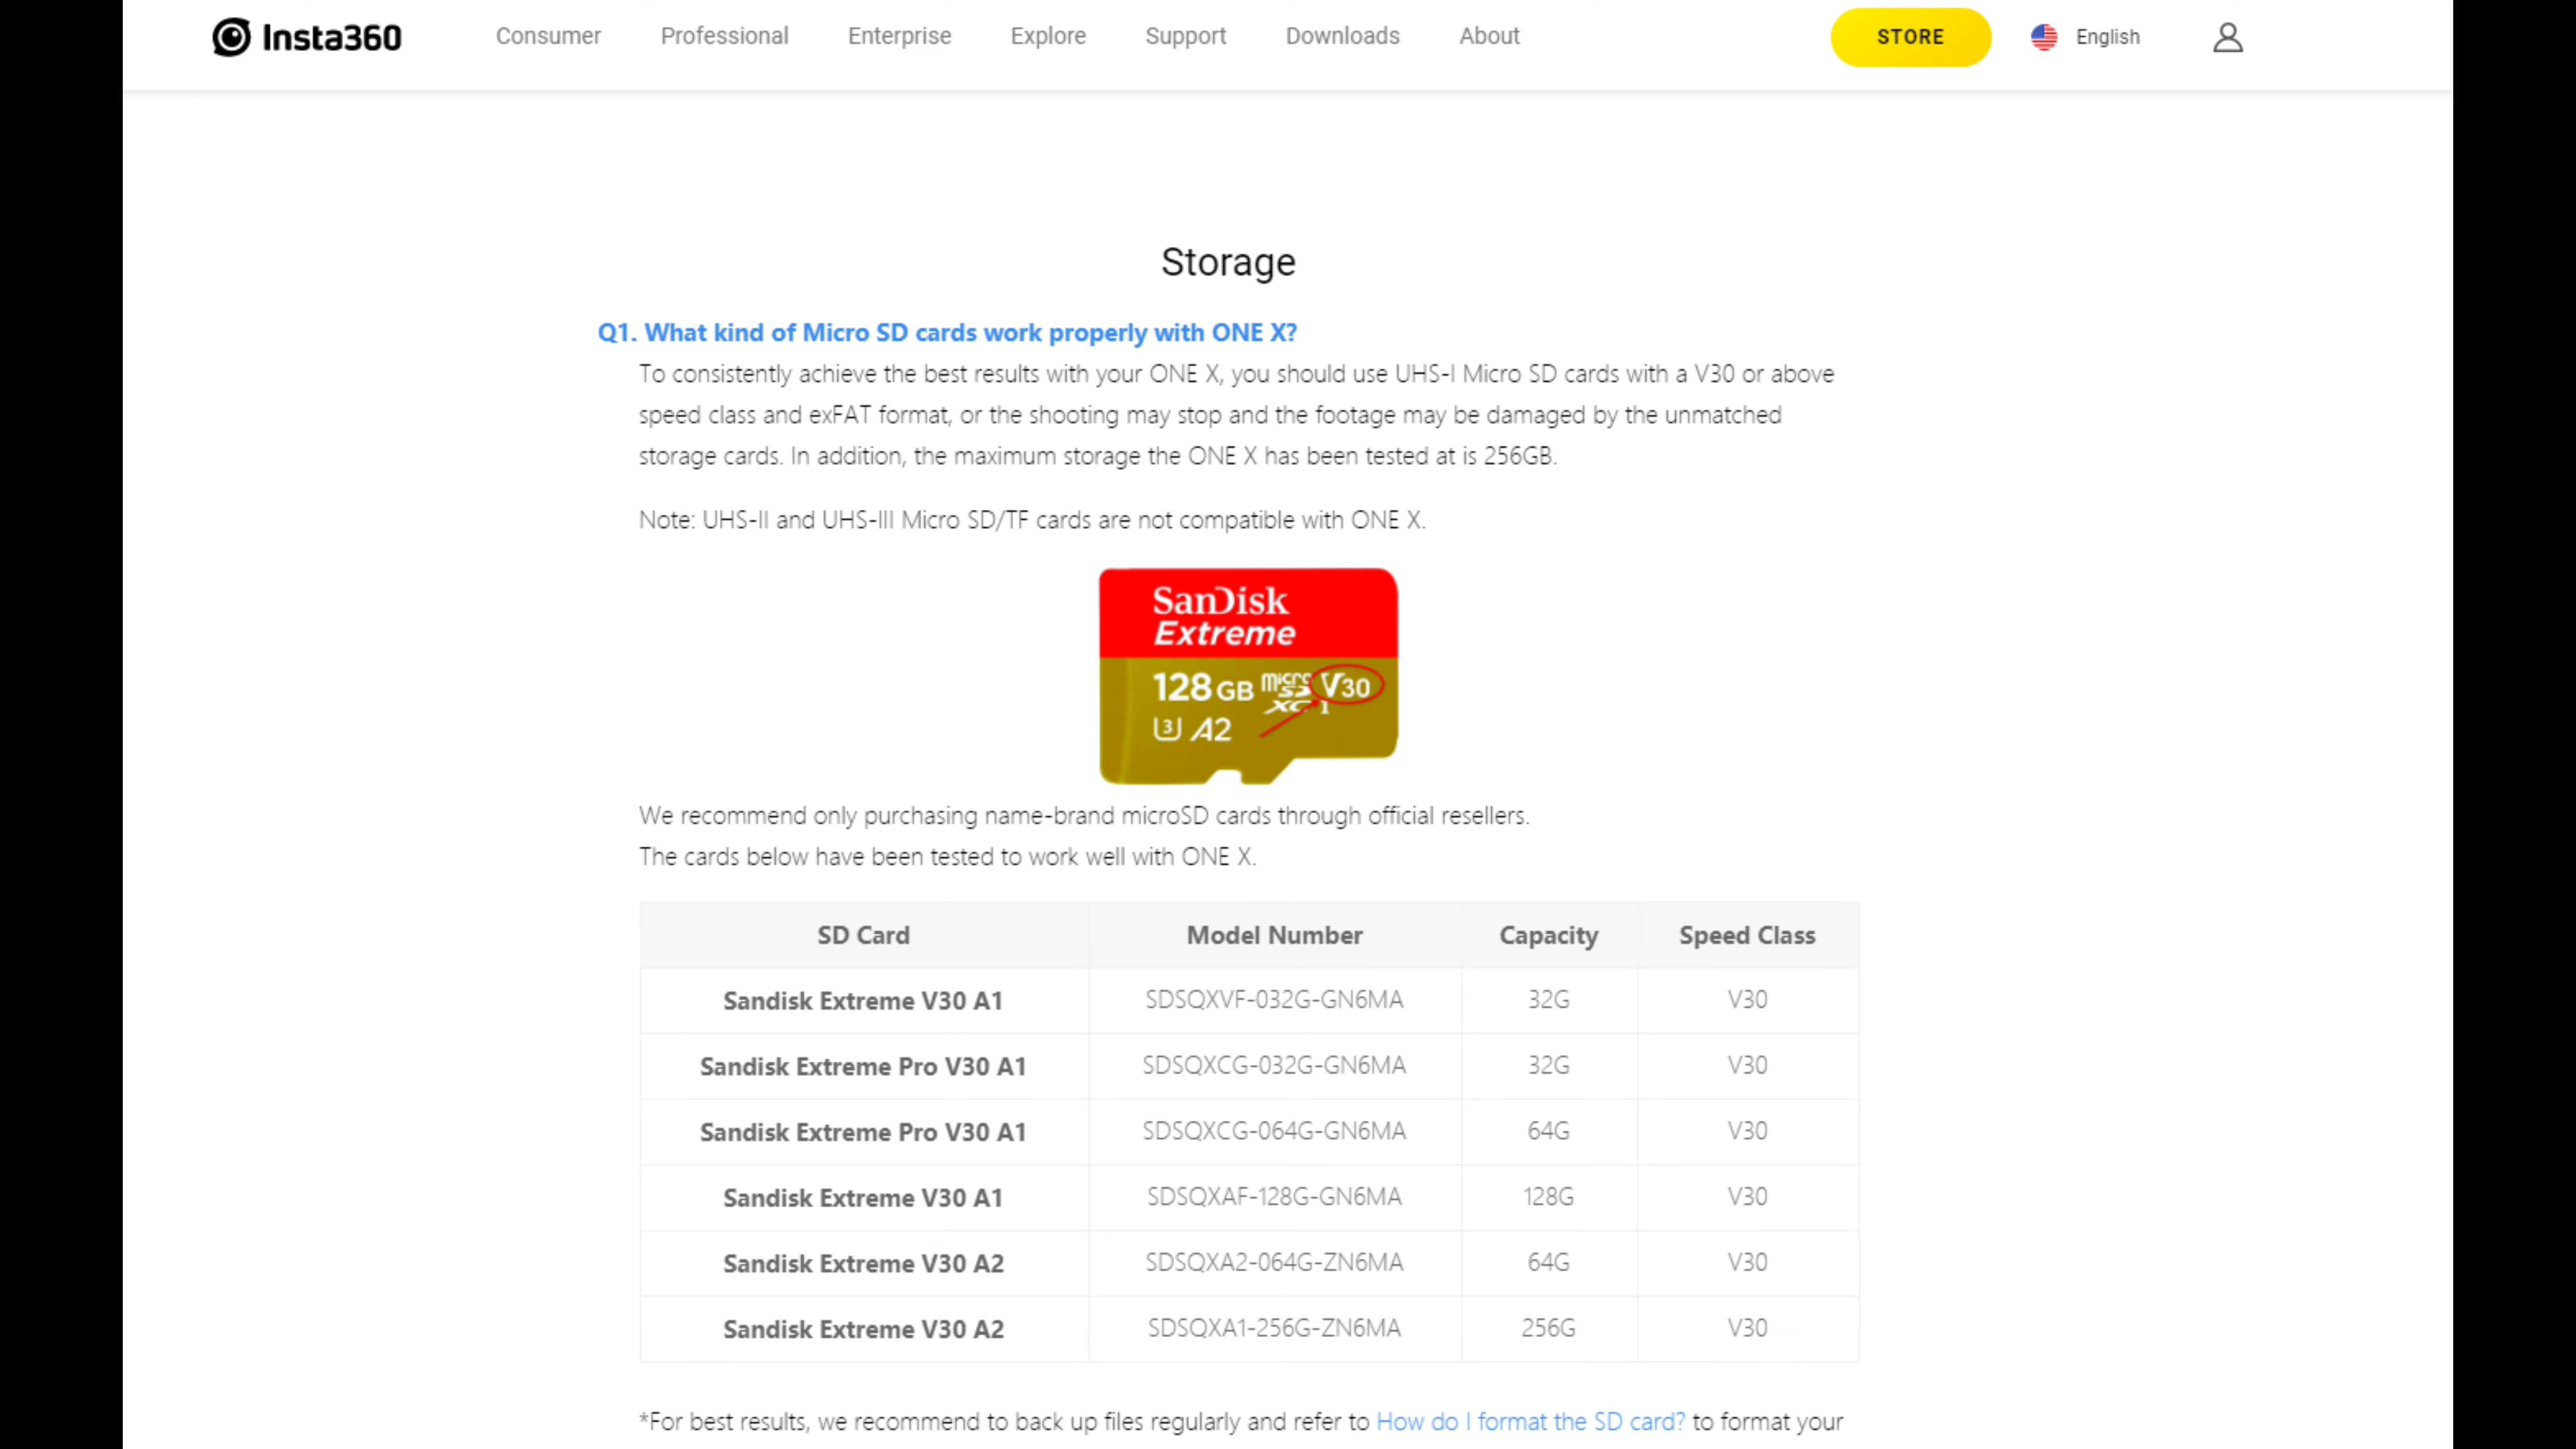 Insta360 Consumer Professional Enterprise Explore Support Downloads About STORE English
Storage
Q1. What kind of Micro SD cards work properly with ONE X?
To consistently achieve the best results with your ONE X, you should use UHS-I Micro SD cards with a V30 or above
speed class and exFAT format, or the shooting may stop and the footage may be damaged by the unmatched
storage cards. In addition, the maximum storage the ONE X has been tested at is 256GB.
Note: UHS-II and UHS-III Micro SD/TF cards are not compatible with ONE X.
SanDisk
Extreme
128 GB micro SD XC I V30
3 A2
We recommend only purchasing name-brand microSD cards through official resellers.
The cards below have been tested to work well with ONE X.
SD Card Model Number Capacity Speed Class
Sandisk Extreme V30 A1 SDSQXVF-032G-GN6MA 32G V30
Sandisk Extreme Pro V30 A1 SDSQXCG-032G-GN6MA 32G V30
Sandisk Extreme Pro V30 A1 SDSQXCG-064G-GN6MA 64G V30
Sandisk Extreme V30 A1 SDSQXAF-128G-GN6MA 128G V30
Sandisk Extreme V30 A2 SDSQXA2-064G-ZN6MA 64G V30
Sandisk Extreme V30 A2 SDSQXA1-256G-ZN6MA 256G V30
*For best results, we recommend to back up files regularly and refer to How do I format the SD card? to format your